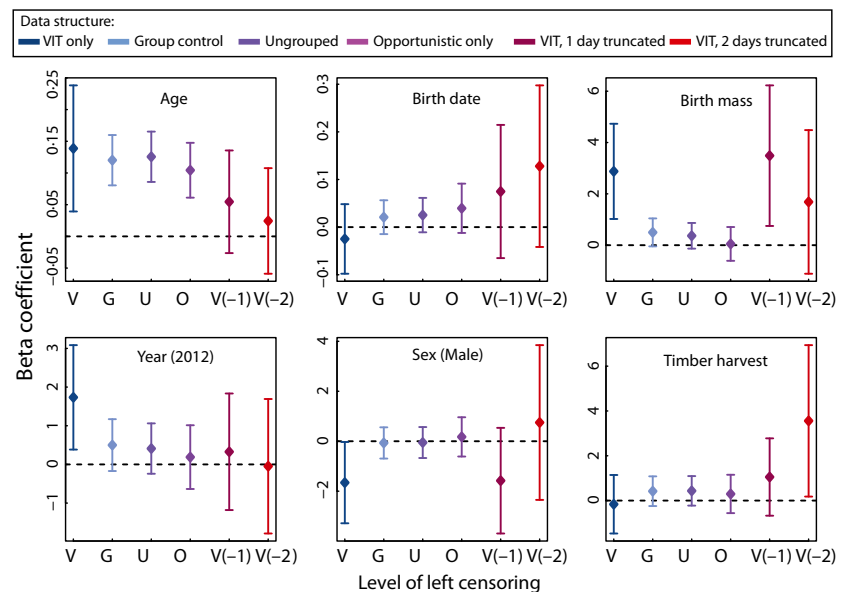 Data structure:
VIT only Group control Ungrouped Opportunistic only VIT, 1 day truncated VIT, 2 days truncated
Beta coefficient
Age
0·25
0·15
0·05
−0·05
V G U O V(−1) V(−2)
Birth date
0·3
0·2
0·1
0·0
−0·1
V G U O V(−1) V(−2)
Birth mass
6
4
2
0
V G U O V(−1) V(−2)
Year (2012)
3
2
1
0
−1
V G U O V(−1) V(−2)
Sex (Male)
4
2
0
−2
V G U O V(−1) V(−2)
Timber harvest
6
4
2
0
V G U O V(−1) V(−2)
Level of left censoring